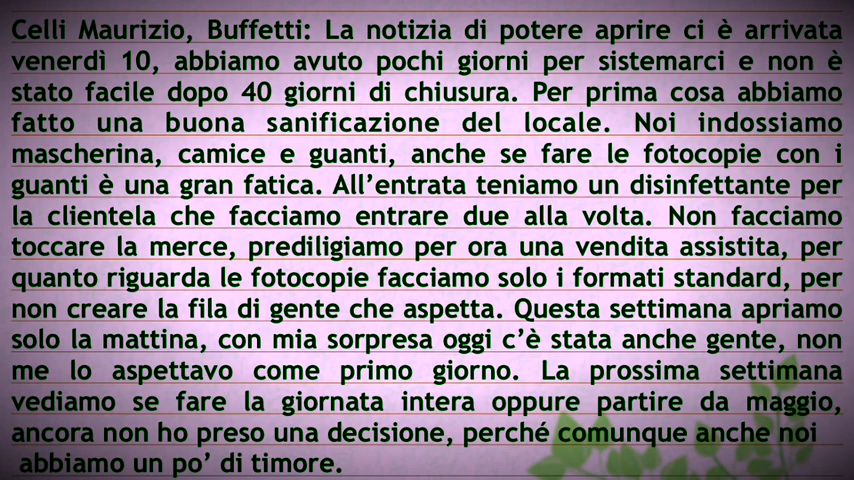 Celli Maurizio, Buffetti: La notizia di potere aprire ci è arrivata
venerdì 10, abbiamo avuto pochi giorni per sistemarci e non è
stato facile dopo 40 giorni di chiusura. Per prima cosa abbiamo
fatto una buona sanificazione del locale. Noi indossiamo
mascherina, camice e guanti, anche se fare le fotocopie con i
guanti è una gran fatica. All'entrata teniamo un disinfettante per
la clientela che facciamo entrare due alla volta. Non facciamo
toccare la merce, prediligiamo per ora una vendita assistita, per
quanto riguarda le fotocopie facciamo solo i formati standard, per
non creare la fila di gente che aspetta. Questa settimana apriamo
solo la mattina, con mia sorpresa oggi c'è stata anche gente, non
me lo aspettavo come primo giorno. La prossima settimana
vediamo se fare la giornata intera oppure partire da maggio,
ancora non ho preso una decisione, perché comunque anche noi
abbiamo un po' di timore.